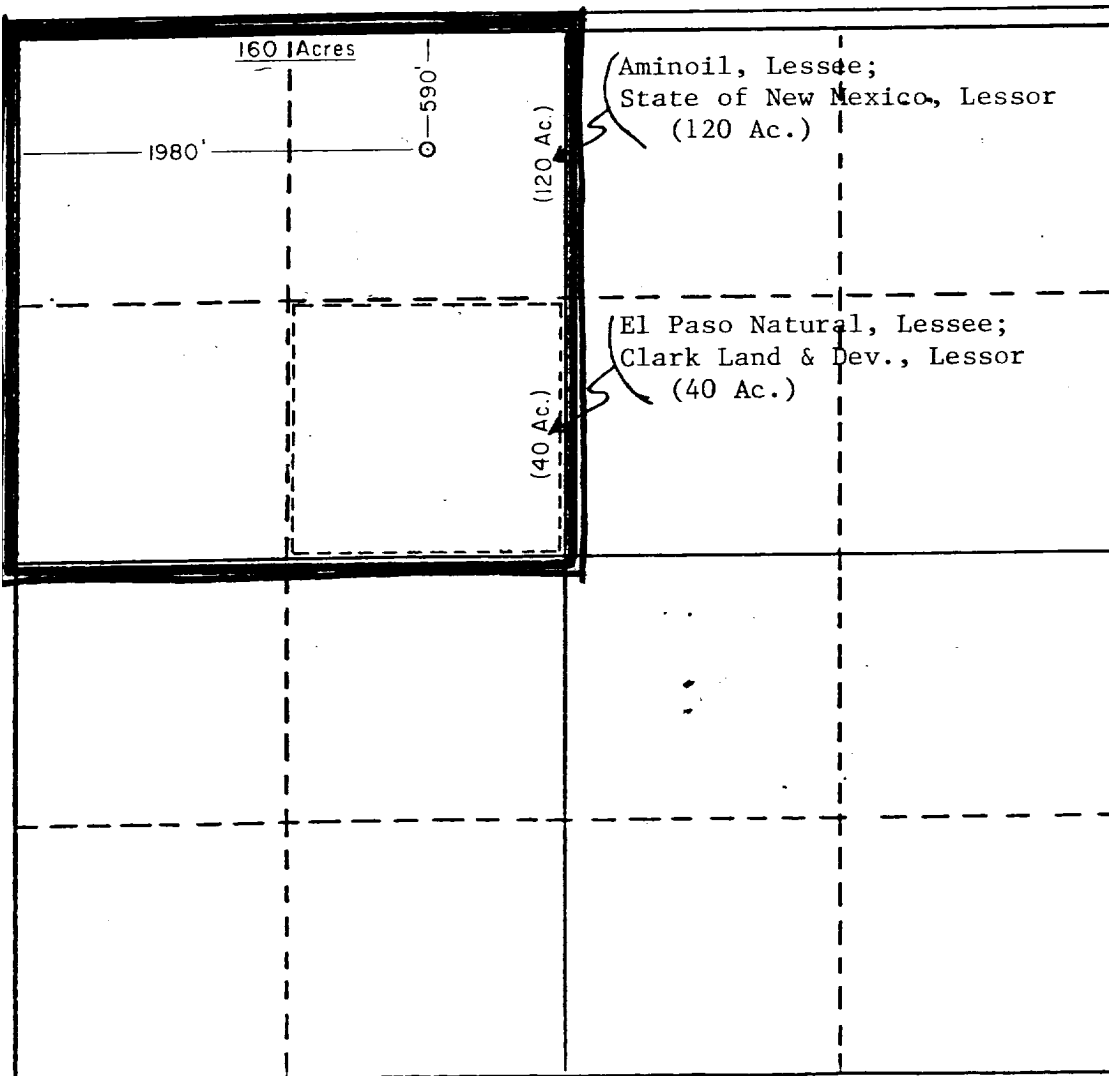 160 Acres
590'
1980'
(120 Ac.)
Aminoil, Lessee;
State of New Mexico, Lessor
(120 Ac.)
(40 Ac.)
El Paso Natural, Lessee;
Clark Land & Dev., Lessor
(40 Ac.)